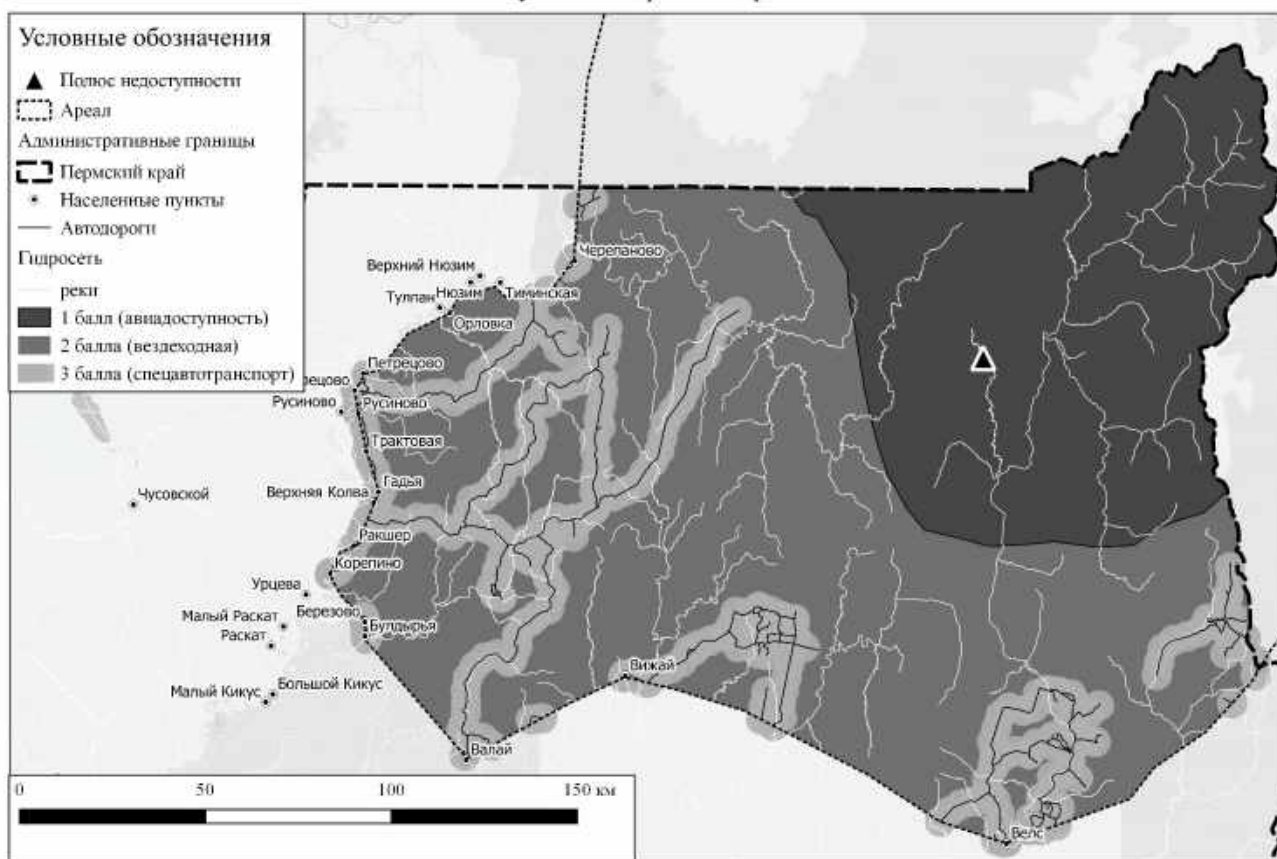 Условные обозначения
Полюс недоступности
Ареал
Административные границы
Пермский край
Населенные пункты
Автодороги
Гидросеть
реки
1 балл (авиадоступность)
2 балла (вездеходная)
3 балла (спецавтотранспорт)
Черепаново
Верхний Нюзим
Нюзим
Тиминская
Тулпан
Орловка
Петрецово
рецово
Русиново
Русиново
Трактовая
Гадья
Верхняя Колва
Чусовской
Ракшер
Корепино
Урцева
Березово
Малый Раскат
Булдырья
Раскат
Вижай
Большой Кикус
Малый Кикус
Валай
Велс
0 50 100 150 км